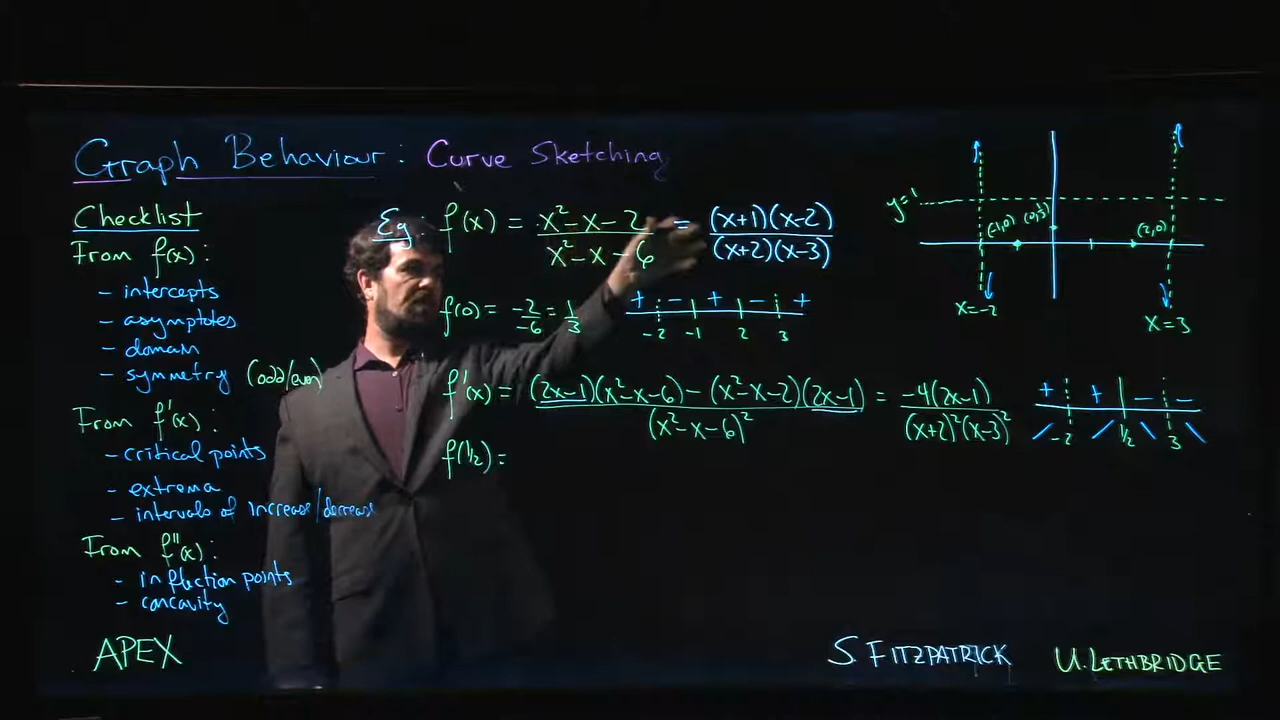 Graph Behaviour: Curve Sketching
Checklist
From f(x):
- intercepts
- asymptotes
- domain
- symmetry (odd/even)
From f'(x):
- critical points
- extrema
- intervals of increase/decrease
From f''(x):
- inflection points
- concavity
APEX
Eg: f(x) = x²-x-2 / x²-x-6 = (x+1)(x-2) / (x+2)(x-3)
f(0) = -2/-6 = 1/3
+ - + - +
-2 -1 2 3
f'(x) = (2x-1)(x²-x-6) - (x²-x-2)(2x-1) / (x²-x-6)² = -4(2x-1) / (x+2)²(x-3)²
+ + - -
-2 1/2 3
f(1/2) =
y=1
(-1,0) (0,1/3) (2,0)
x=-2
x=3
S. FITZPATRICK U. LETHBRIDGE